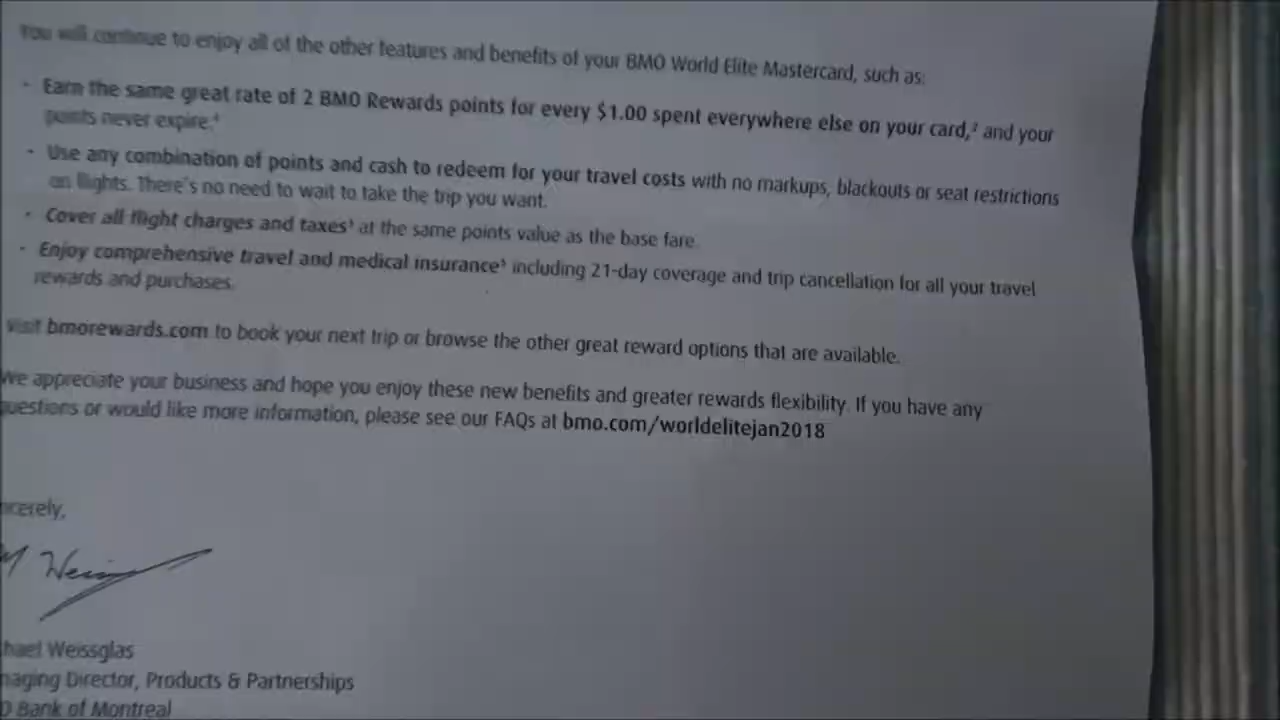 You will continue to enjoy all of the other features and benefits of your BMO World Elite Mastercard, such as:
- Earn the same great rate of 2 BMO Rewards points for every $1.00 spent everywhere else on your card,² and your
points never expire.⁴
- Use any combination of points and cash to redeem for your travel costs with no markups, blackouts or seat restrictions
on flights. There's no need to wait to take the trip you want.
- Cover all flight charges and taxes³ at the same points value as the base fare.
- Enjoy comprehensive travel and medical insurance⁵ including 21-day coverage and trip cancellation for all your travel
rewards and purchases.
Visit bmorewards.com to book your next trip or browse the other great reward options that are available.
We appreciate your business and hope you enjoy these new benefits and greater rewards flexibility. If you have any
questions or would like more information, please see our FAQs at bmo.com/worldelitejan2018
ncerely,
M Weiss
hael Weissglas
naging Director, Products & Partnerships
O Bank of Montreal